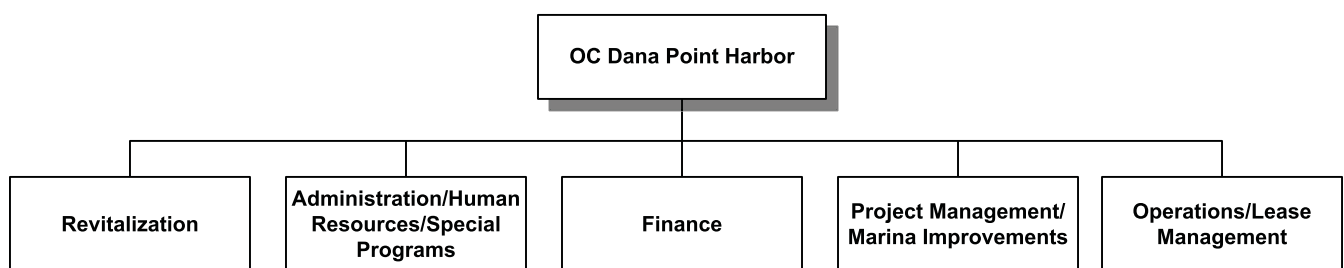 OC Dana Point Harbor
Revitalization
Administration/Human
Resources/Special
Programs
Finance
Project Management/
Marina Improvements
Operations/Lease
Management